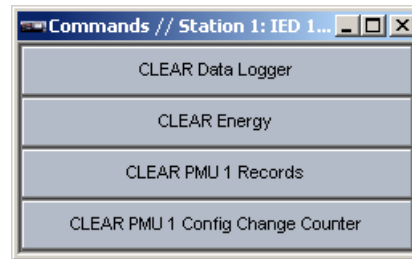 Commands // Station 1: IED 1...
CLEAR Data Logger
CLEAR Energy
CLEAR PMU 1 Records
CLEAR PMU 1 Config Change Counter